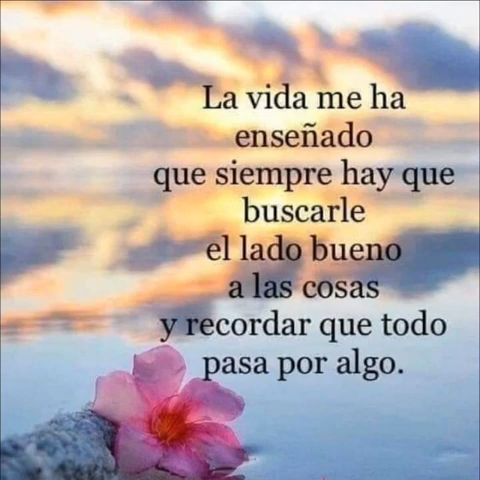 La vida me ha
enseñado
que siempre hay que
buscarle
el lado bueno
a las cosas
y recordar que todo
pasa por algo.